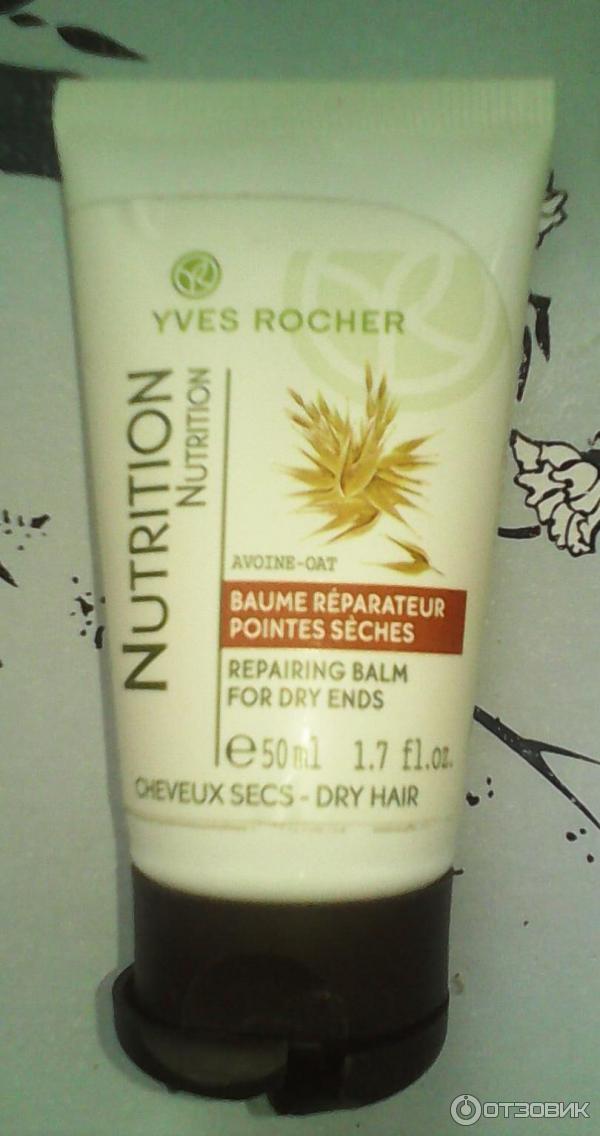 YVES ROCHER
NUTRITION
NUTRITION
AVOINE-OAT
BAUME RÉPARATEUR
POINTES SÈCHES
REPAIRING BALM
FOR DRY ENDS
e50ml 1.7 fl.oz.
CHEVEUX SECS - DRY HAIR
ОТЗОВИК